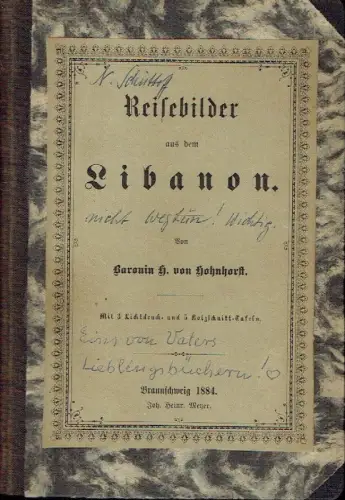 Reisebilder
aus dem
Libanon.
nicht wegtun! Wichtig.
Von
Baronin H. von Hohnhorst.
Mit 3 Lichtdruck- und 5 Holzschnitt-Tafeln.
Eins von Vaters
Lieblingsbüchern! ♡
Braunschweig 1884.
Joh. Heinr. Meyer.